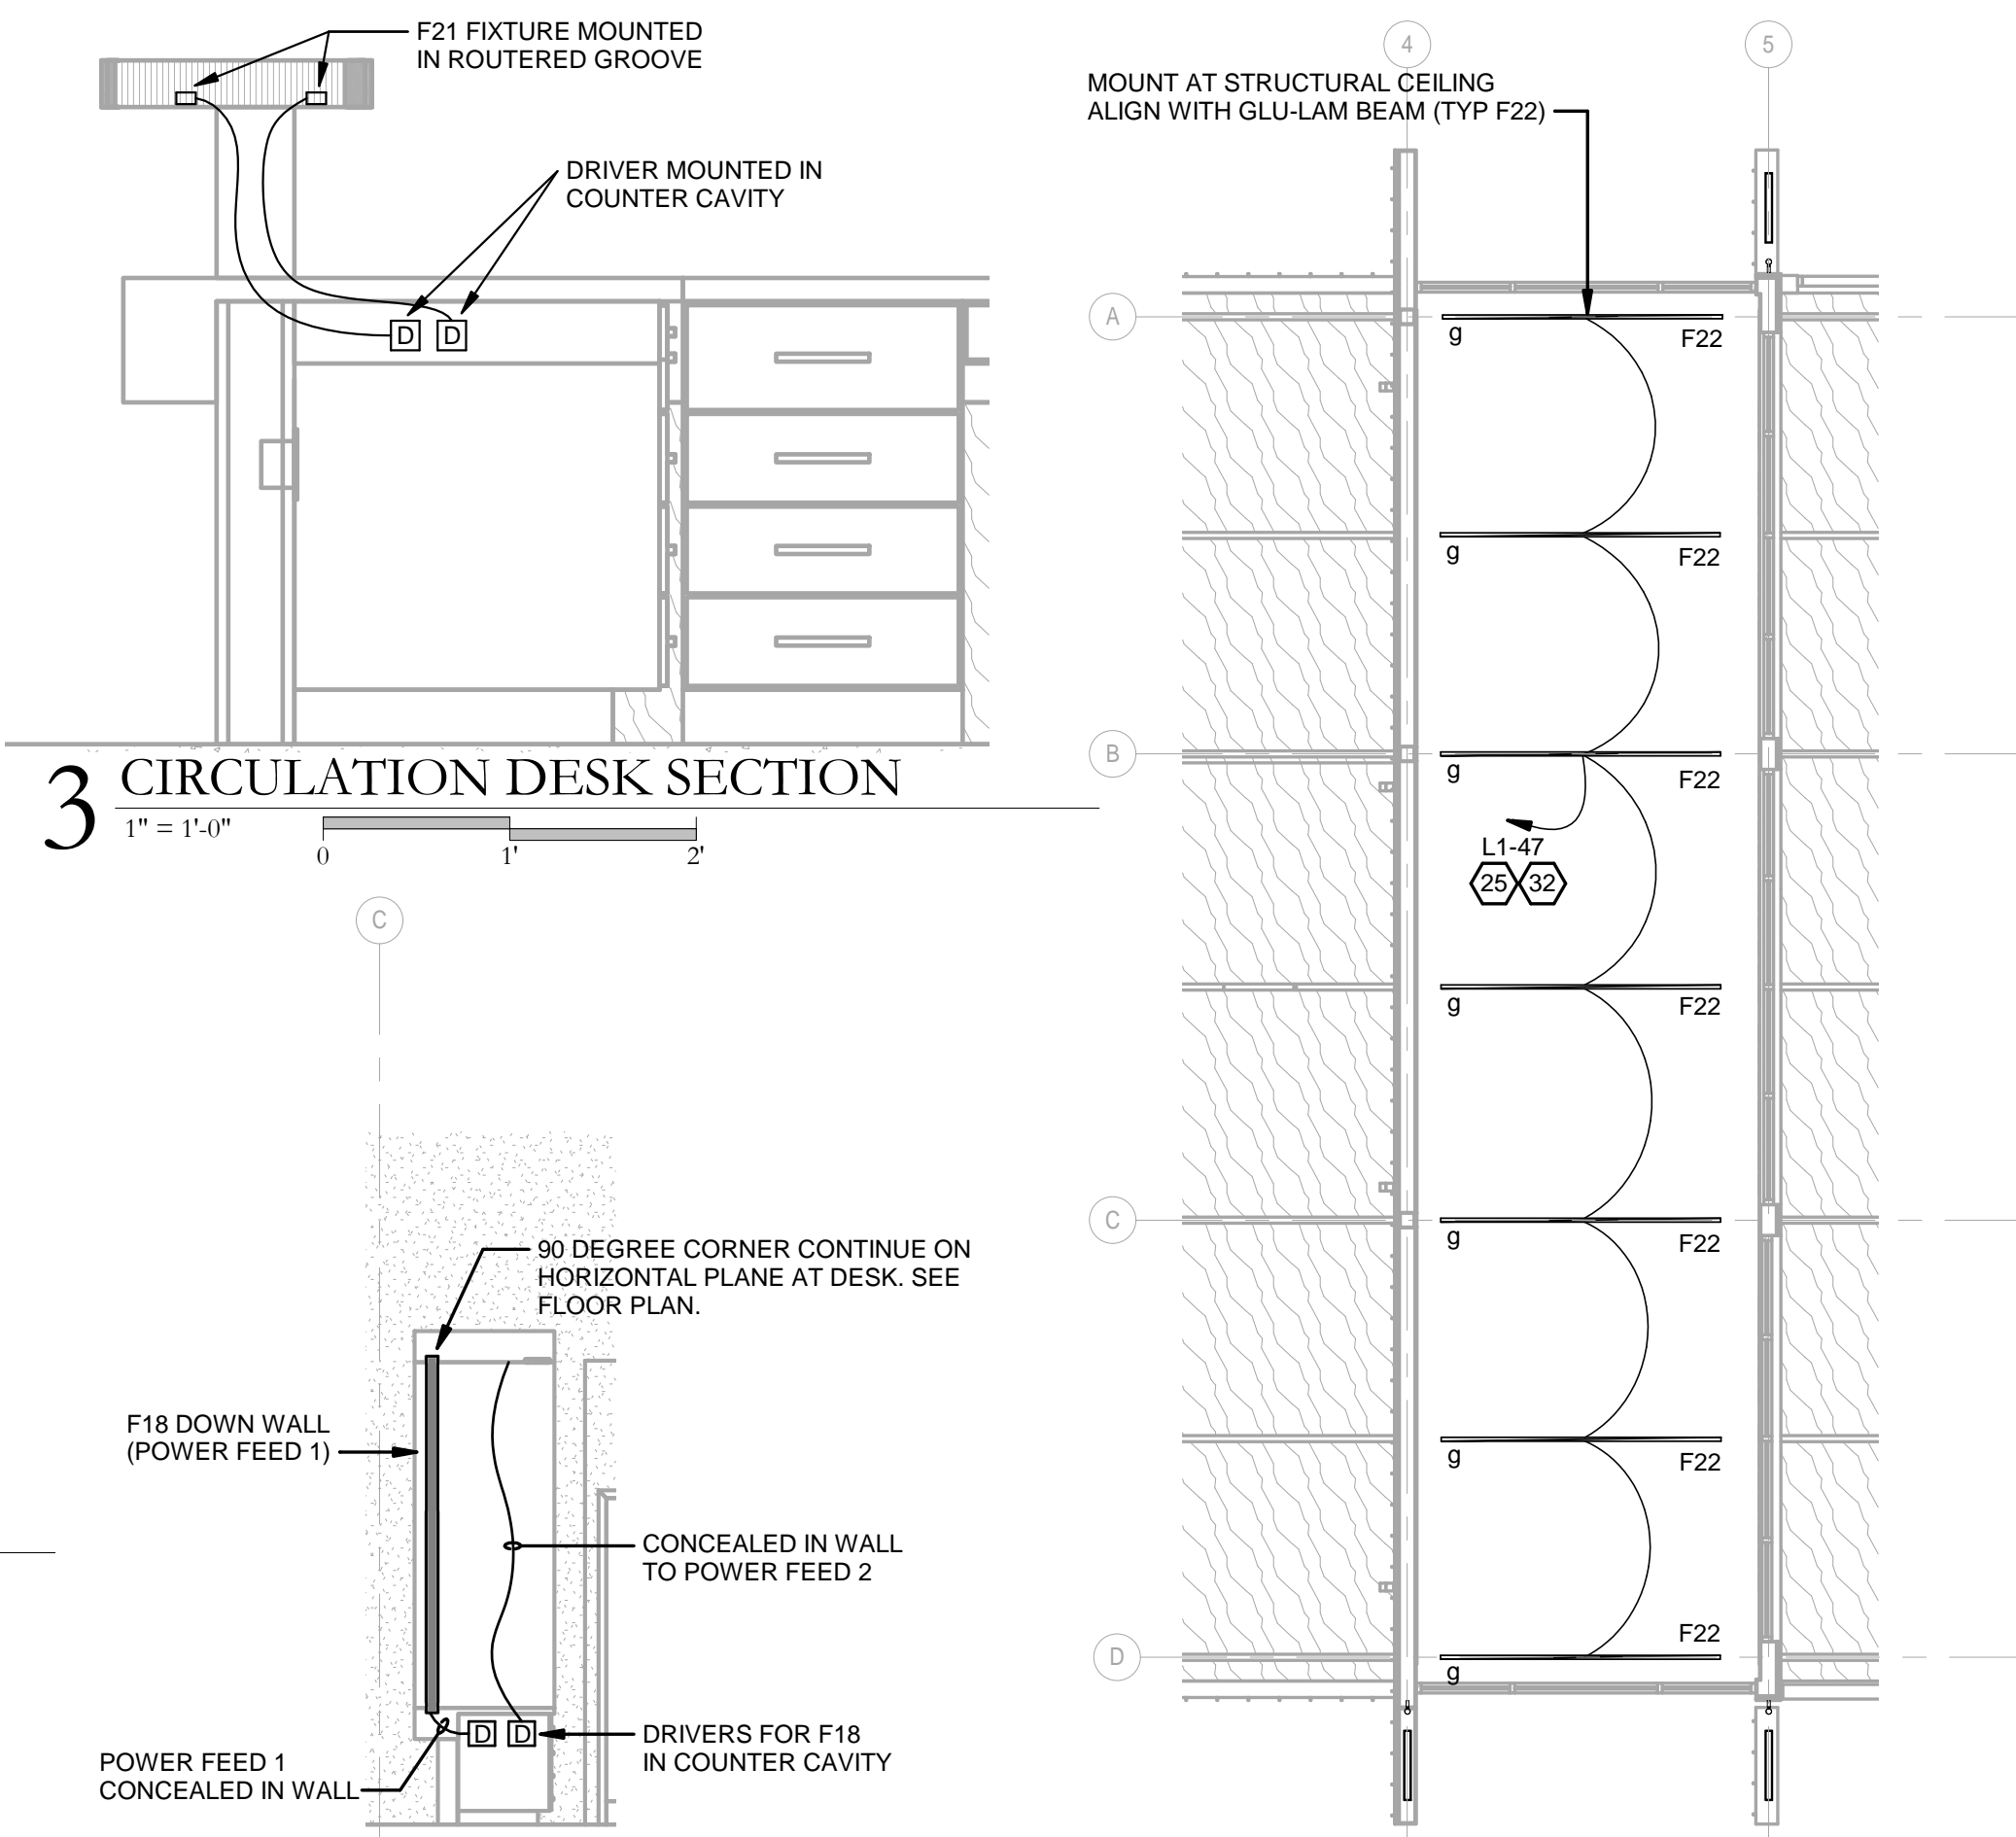 F21 FIXTURE MOUNTED
IN ROUTERED GROOVE
DRIVER MOUNTED IN
COUNTER CAVITY
D D
3 CIRCULATION DESK SECTION
1" = 1'-0"
0 1' 2'
C
90 DEGREE CORNER CONTINUE ON
HORIZONTAL PLANE AT DESK. SEE
FLOOR PLAN.
F18 DOWN WALL
(POWER FEED 1)
CONCEALED IN WALL
TO POWER FEED 2
D D
DRIVERS FOR F18
IN COUNTER CAVITY
POWER FEED 1
CONCEALED IN WALL
4 5
MOUNT AT STRUCTURAL CEILING
ALIGN WITH GLU-LAM BEAM (TYP F22)
A
g F22
g F22
B
g F22
L1-47
25 32
g F22
C
g F22
g F22
F22
D
g